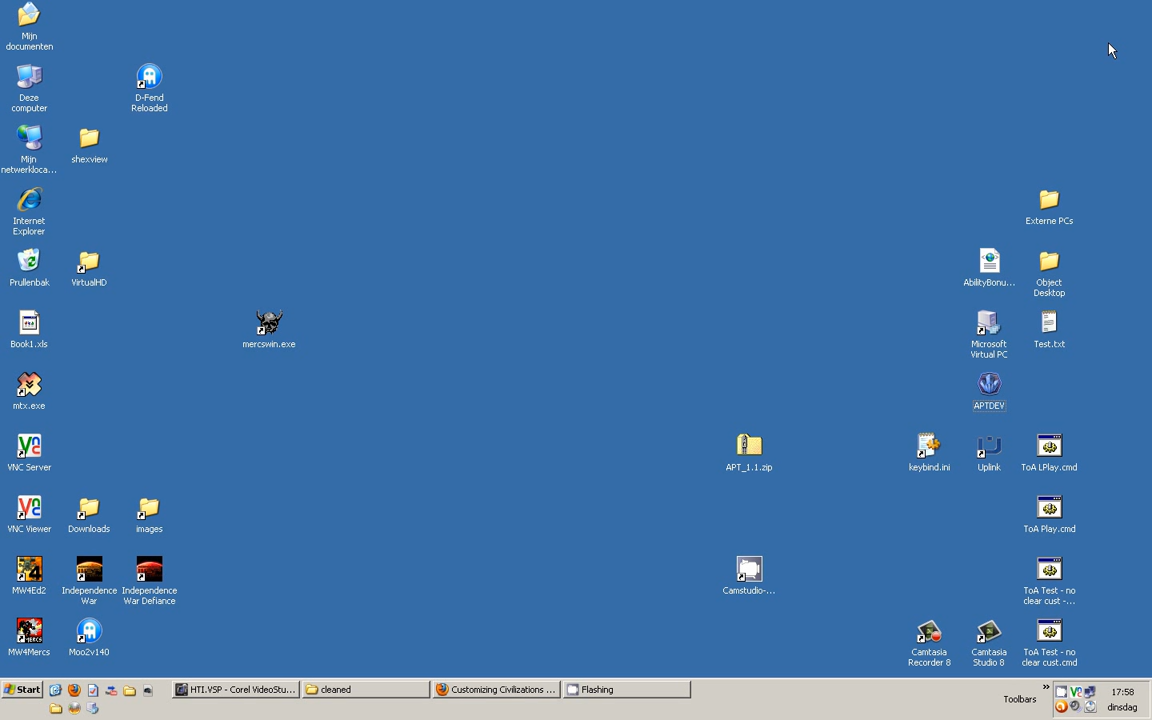 Mijn
documenten
D-Fend
Reloaded
Deze
computer
Mijn
netwerkloca...
shexview
Internet
Explorer
Externe PCs
Prullenbak
VirtualHD
AbilityBonu...
Object
Desktop
Book1.xls
mercswin.exe
Microsoft
Virtual PC
Test.txt
mtx.exe
APTDEV
VNC Server
APT_1.1.zip
keybind.ini
Uplink
ToA LPlay.cmd
VNC Viewer
Downloads
images
ToA Play.cmd
MW4Ed2
Independence
War
Independence
War Defiance
Camstudio-...
ToA Test - no
clear cust -...
MW4Mercs
Moo2v140
Camtasia
Recorder 8
Camtasia
Studio 8
ToA Test - no
clear cust.cmd
Start
HTI.VSP - Corel VideoStu...
cleaned
Customizing Civilizations ...
Flashing
Toolbars
17:58
dinsdag